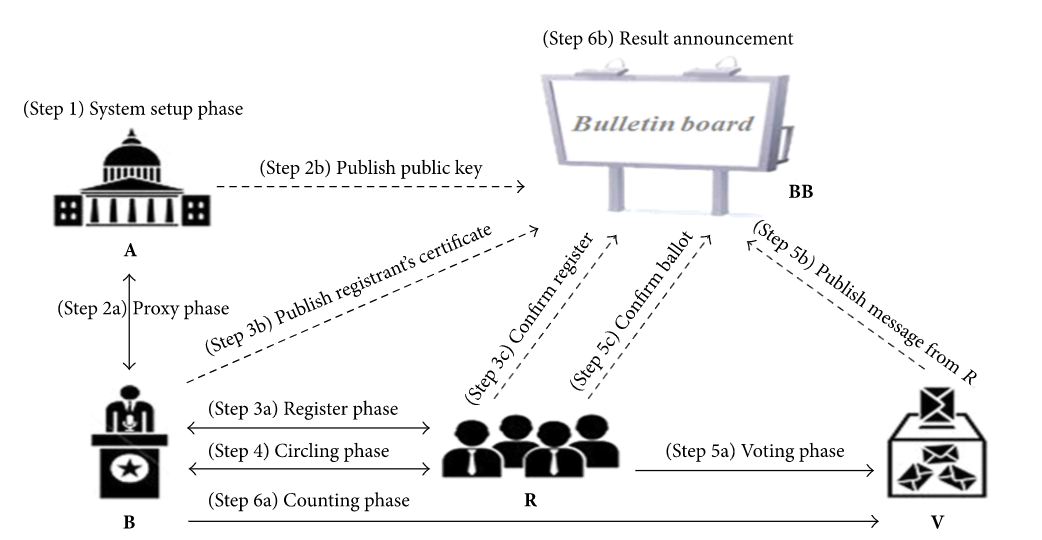 (Step 6b) Result announcement
(Step 1) System setup phase
Bulletin board
(Step 2b) Publish public key
BB
A
(Step 2a) Proxy phase
(Step 3b) Publish registrant's certificate
(Step 3c) Confirm register
(Step 5c) Confirm ballot
(Step 5b) Publish message from R
(Step 3a) Register phase
(Step 4) Circling phase
(Step 5a) Voting phase
(Step 6a) Counting phase
R
B
V